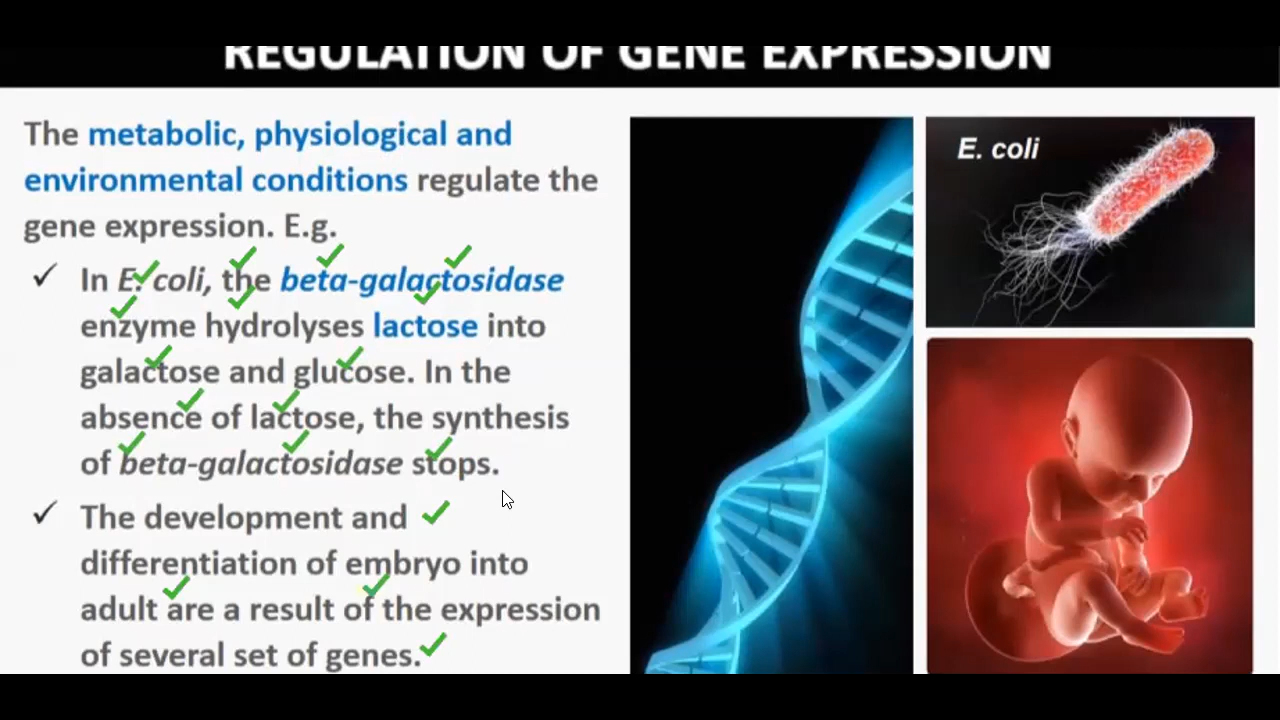 REGULATION OF GENE EXPRESSION
The metabolic, physiological and
environmental conditions regulate the
gene expression. E.g.
In E. coli, the beta-galactosidase
enzyme hydrolyses lactose into
galactose and glucose. In the
absence of lactose, the synthesis
of beta-galactosidase stops.
The development and
differentiation of embryo into
adult are a result of the expression
of several set of genes.
E. coli